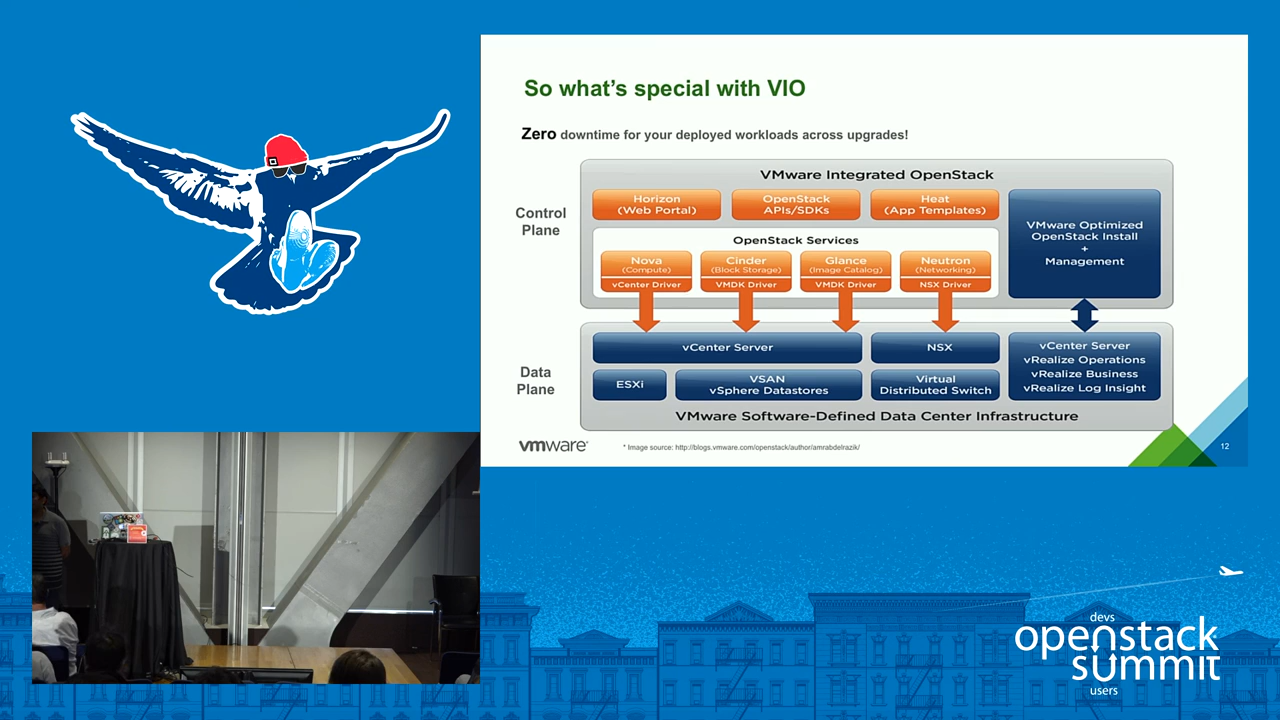 So what's special with VIO
Zero downtime for your deployed workloads across upgrades!
VMware Integrated OpenStack
Control
Plane
Horizon
(Web Portal)
OpenStack
APIs/SDKs
Heat
(App Templates)
VMware Optimized
OpenStack Install
+
Management
OpenStack Services
Nova
(Compute)
vCenter Driver
Cinder
(Block Storage)
VMDK Driver
Glance
(Image Catalog)
VMDK Driver
Neutron
(Networking)
NSX Driver
Data
Plane
vCenter Server
NSX
vCenter Server
vRealize Operations
vRealize Business
vRealize Log Insight
ESXi
VSAN
vSphere Datastores
Virtual
Distributed Switch
VMware Software-Defined Data Center Infrastructure
vmware®
* Image source: http://blogs.vmware.com/openstack/author/amrabdelrazik/
12
devs
openstack
summit
users